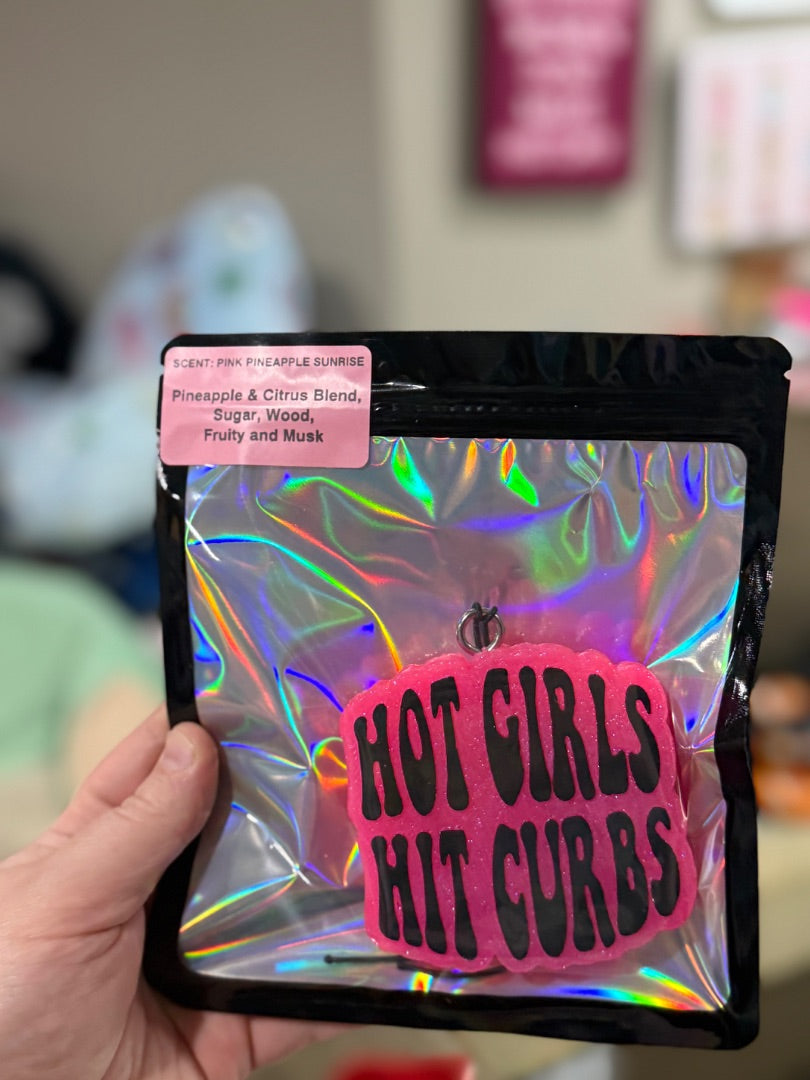 SCENT: PINK PINEAPPLE SUNRISE
Pineapple & Citrus Blend,
Sugar, Wood,
Fruity and Musk
HOT GIRLS
HIT CURBS